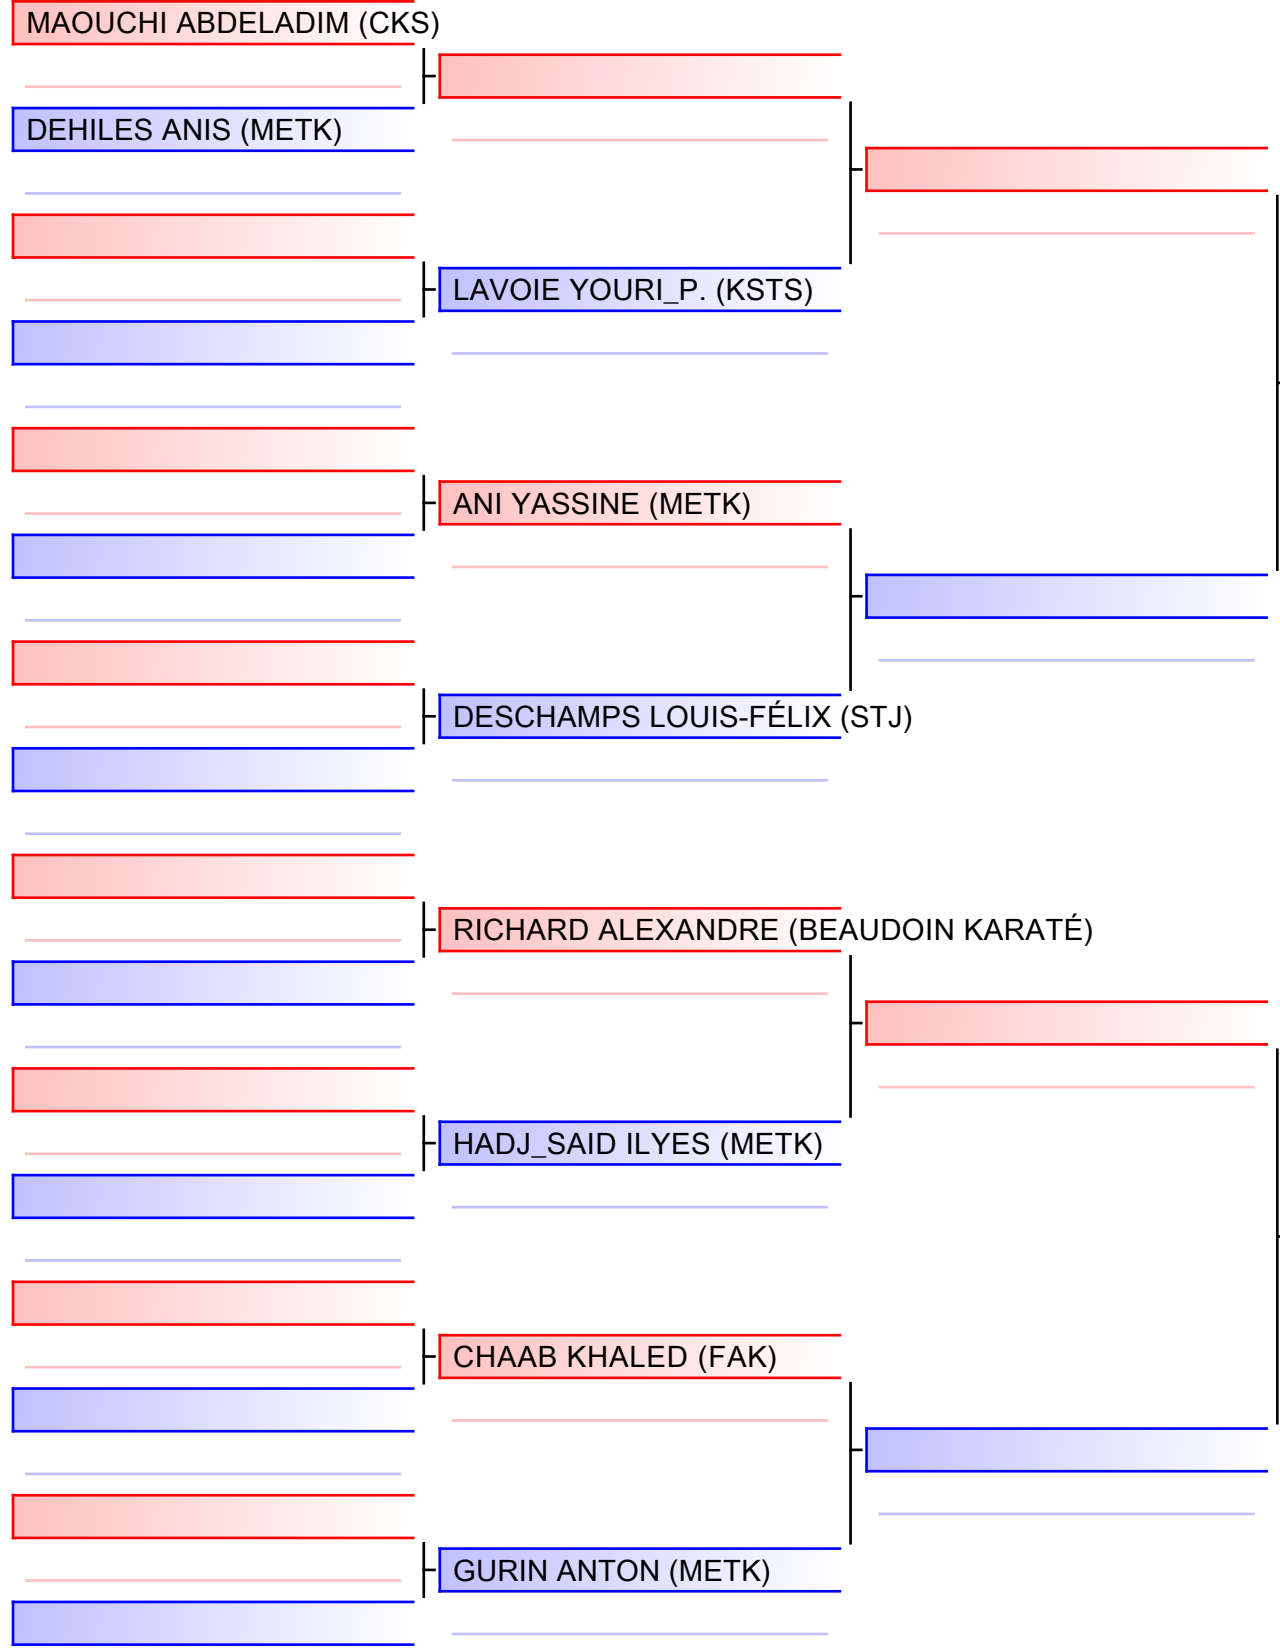 MAOUCHI ABDELADIM (CKS)
DEHILES ANIS (METK)
LAVOIE YOURI_P. (KSTS)
ANI YASSINE (METK)
DESCHAMPS LOUIS-FÉLIX (STJ)
RICHARD ALEXANDRE (BEAUDOIN KARATÉ)
HADJ_SAID ILYES (METK)
CHAAB KHALED (FAK)
GURIN ANTON (METK)